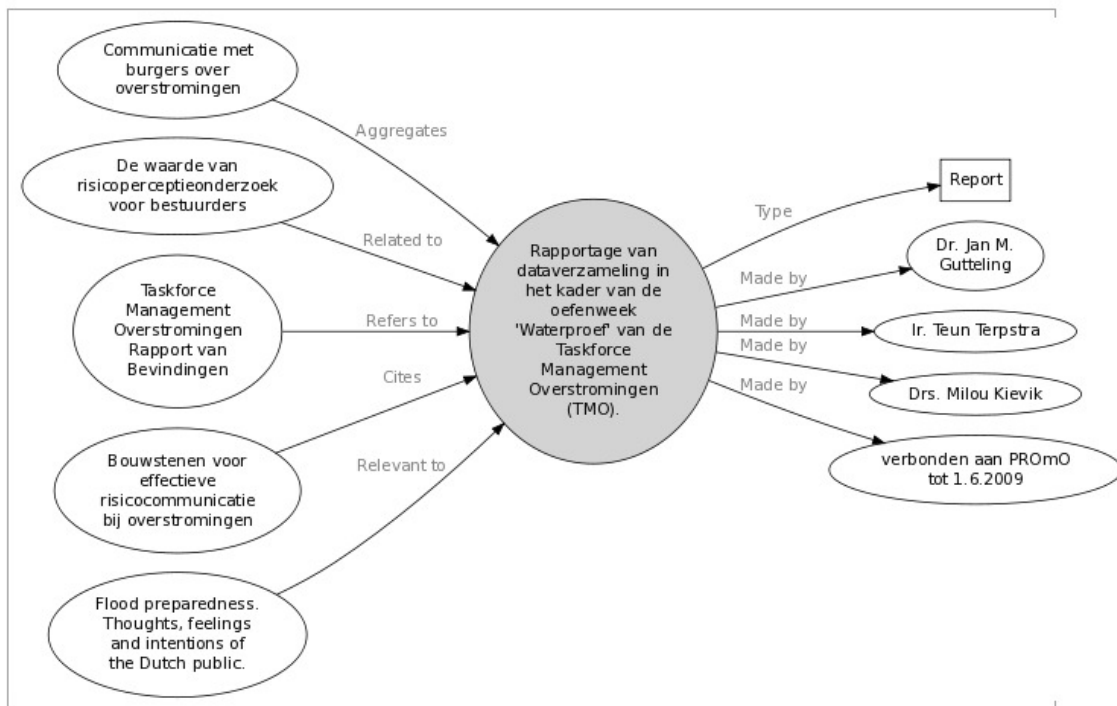 Communicatie met
burgers over
overstromingen
Aggregates
De waarde van
risicoperceptieonderzoek
voor bestuurders
Related to
Taskforce
Management
Overstromingen
Rapport van
Bevindingen
Refers to
Bouwstenen voor
effectieve
risicocommunicatie
bij overstromingen
Cites
Flood preparedness.
Thoughts, feelings
and intentions of
the Dutch public.
Relevant to
Rapportage van
dataverzameling in
het kader van de
oefenweek
'Waterproef' van de
Taskforce
Management
Overstromingen
(TMO).
Type
Report
Made by
Dr. Jan M.
Gutteling
Made by
Ir. Teun Terpstra
Made by
Drs. Milou Kievik
Made by
verbonden aan PROmO
tot 1.6.2009